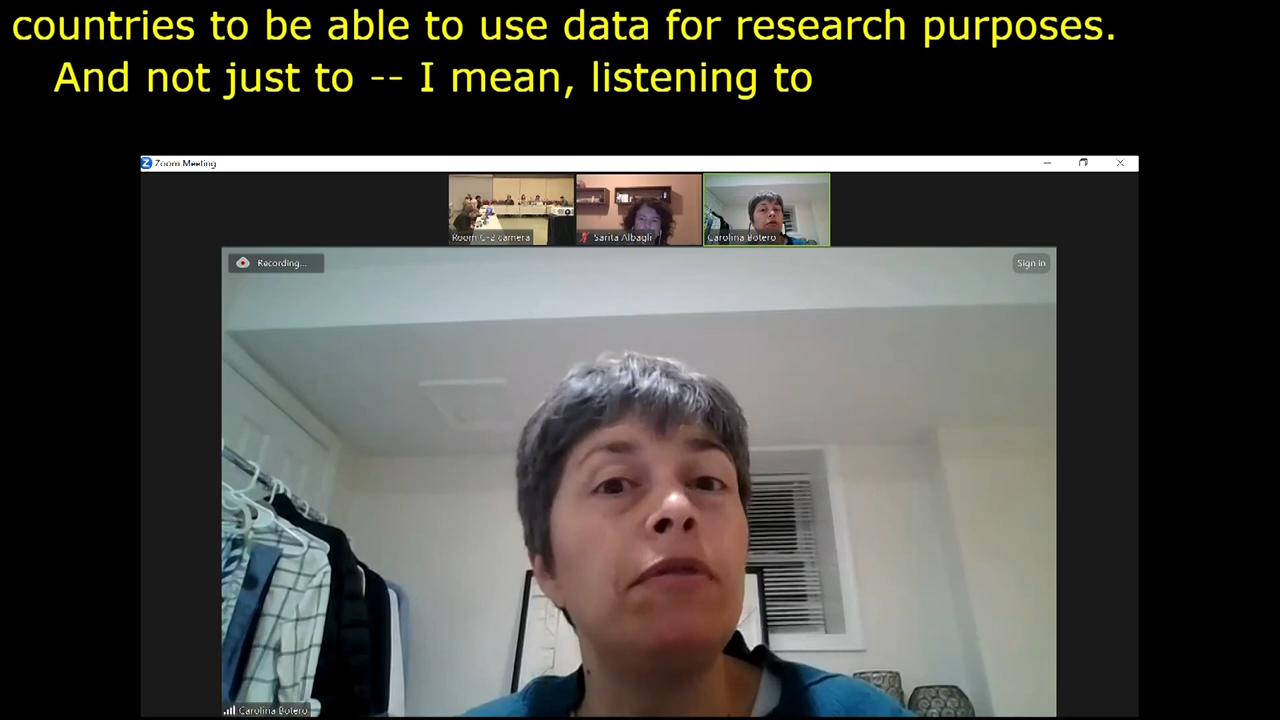 countries to be able to use data for research purposes.
And not just to -- I mean, listening to
Zoom Meeting
Room C-2 camera
Sarita Albagli
Carolina Botero
Recording...
Sign in
Carolina Botero